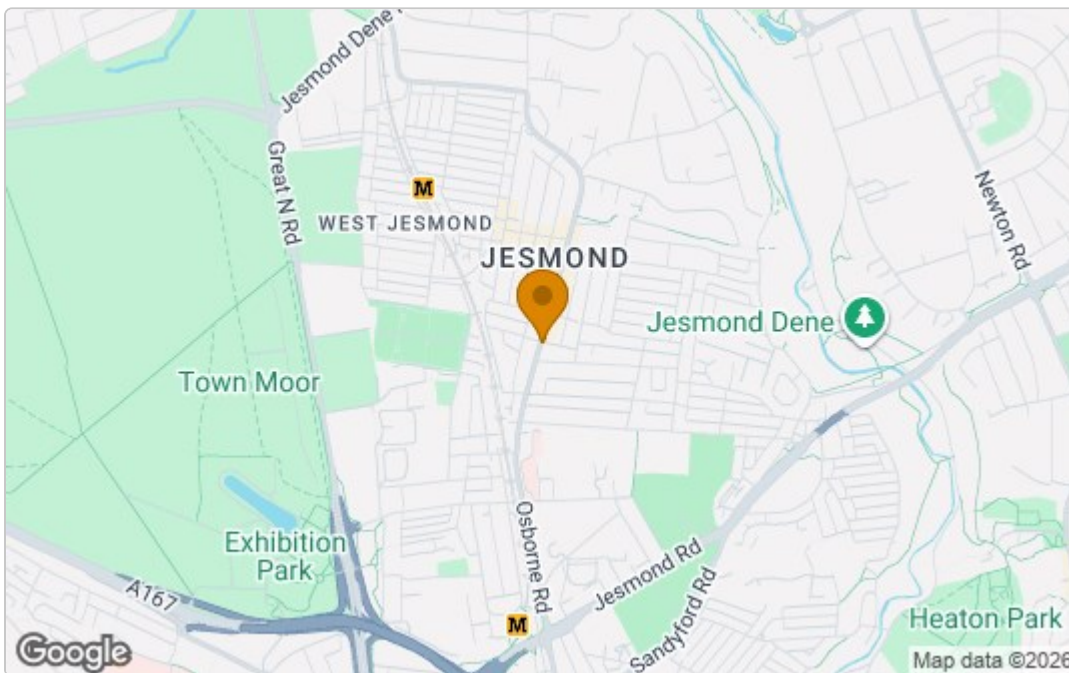 Jesmond Dene
Great N Rd
M
WEST JESMOND
JESMOND
Newton Rd
Jesmond Dene
Town Moor
Exhibition
Park
A167
Osborne Rd
M
Jesmond Rd
Sandyford Rd
Heaton Park
Google
Map data ©2026